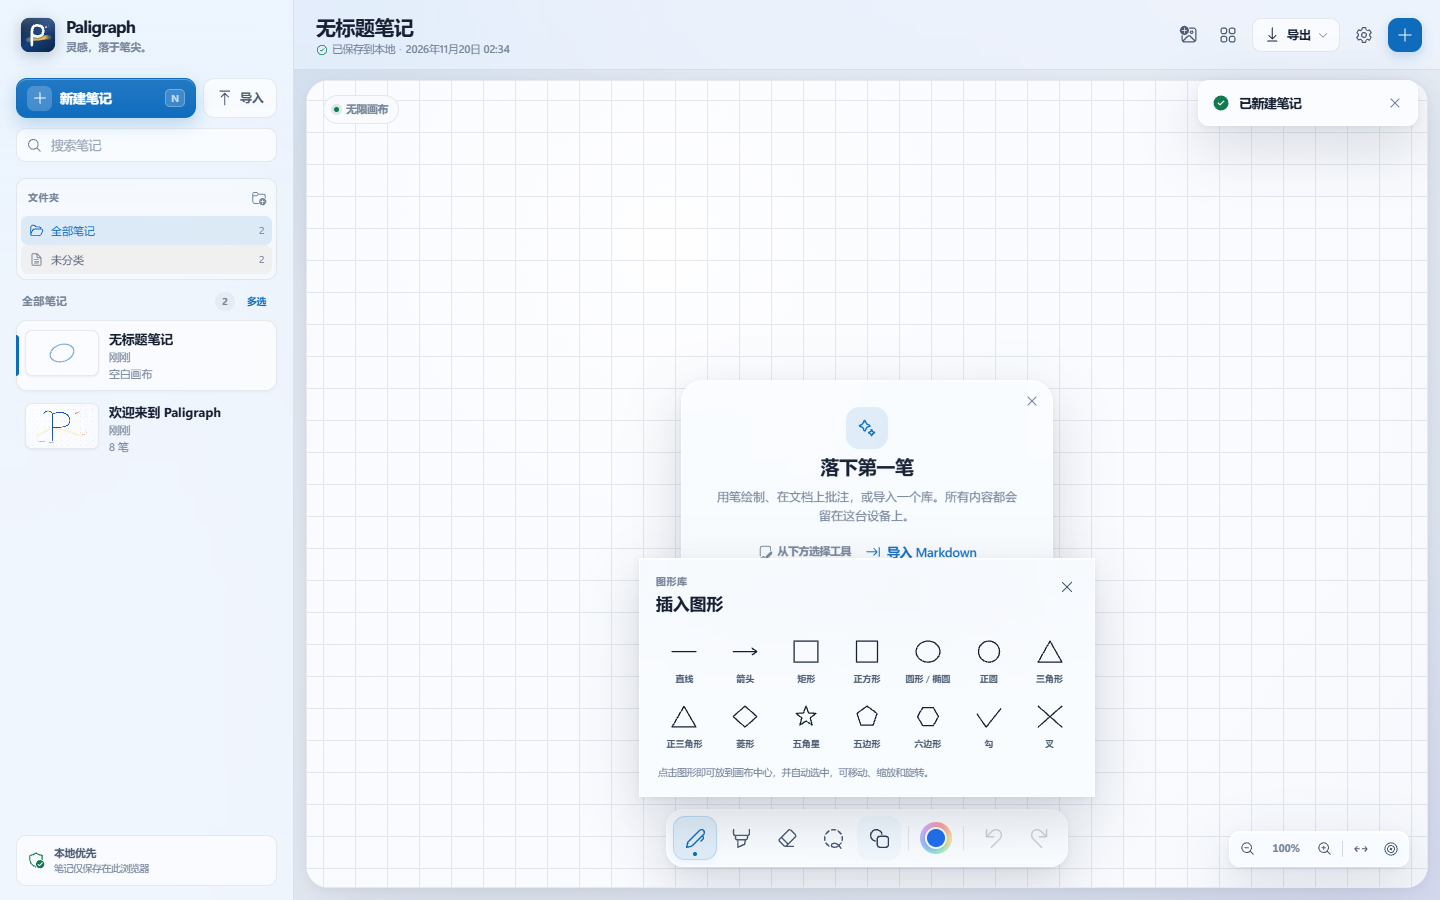 Paligraph
灵感，落于笔尖。
新建笔记
N
导入
搜索笔记
文件夹
全部笔记
2
未分类
2
全部笔记
2
多选
无标题笔记
刚刚
空白画布
欢迎来到 Paligraph
刚刚
8 笔
本地优先
笔记仅保存在此浏览器
无标题笔记
已保存到本地 · 2026年11月20日 02:34
导出
无限画布
已新建笔记
落下第一笔
用笔绘制、在文档上批注，或导入一个库。所有内容都会
留在这台设备上。
从下方选择工具
导入 Markdown
图形库
插入图形
直线
箭头
矩形
正方形
圆形 / 椭圆
正圆
三角形
正三角形
菱形
五角星
五边形
六边形
勾
叉
点击图形即可放到画布中心，并自动选中，可移动、缩放和旋转。
100%